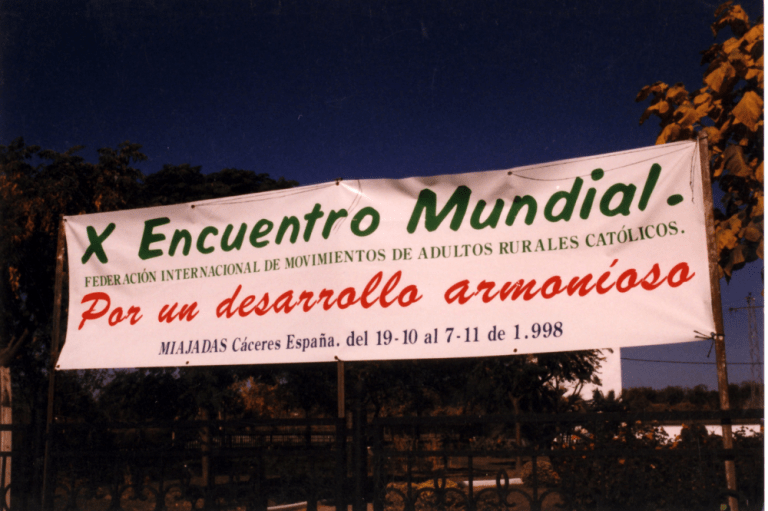 X Encuentro Mundial.
FEDERACIÓN INTERNACIONAL DE MOVIMIENTOS DE ADULTOS RURALES CATÓLICOS.
Por un desarrollo armonioso
MIAJADAS Cáceres España. del 19-10 al 7-11 de 1.998